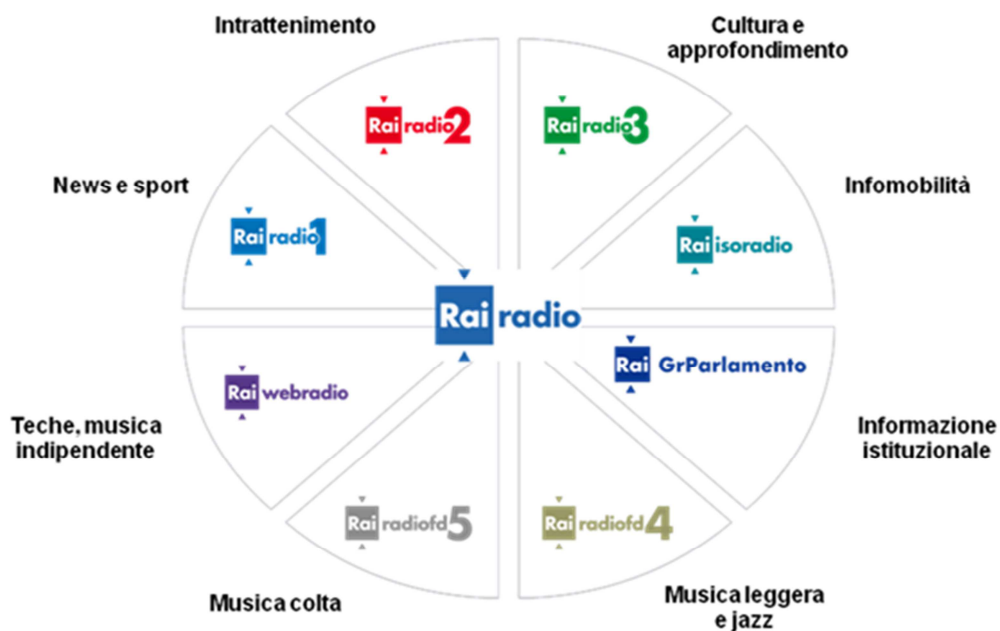 Intrattenimento
Cultura e
approfondimento
Rai radio2
Rai radio3
News e sport
Infomobilità
Rai radio1
Rai isoradio
Rai radio
Rai GrParlamento
Rai webradio
Teche, musica
indipendente
Informazione
istituzionale
Rai radiofd5
Rai radiofd4
Musica colta
Musica leggera
e jazz